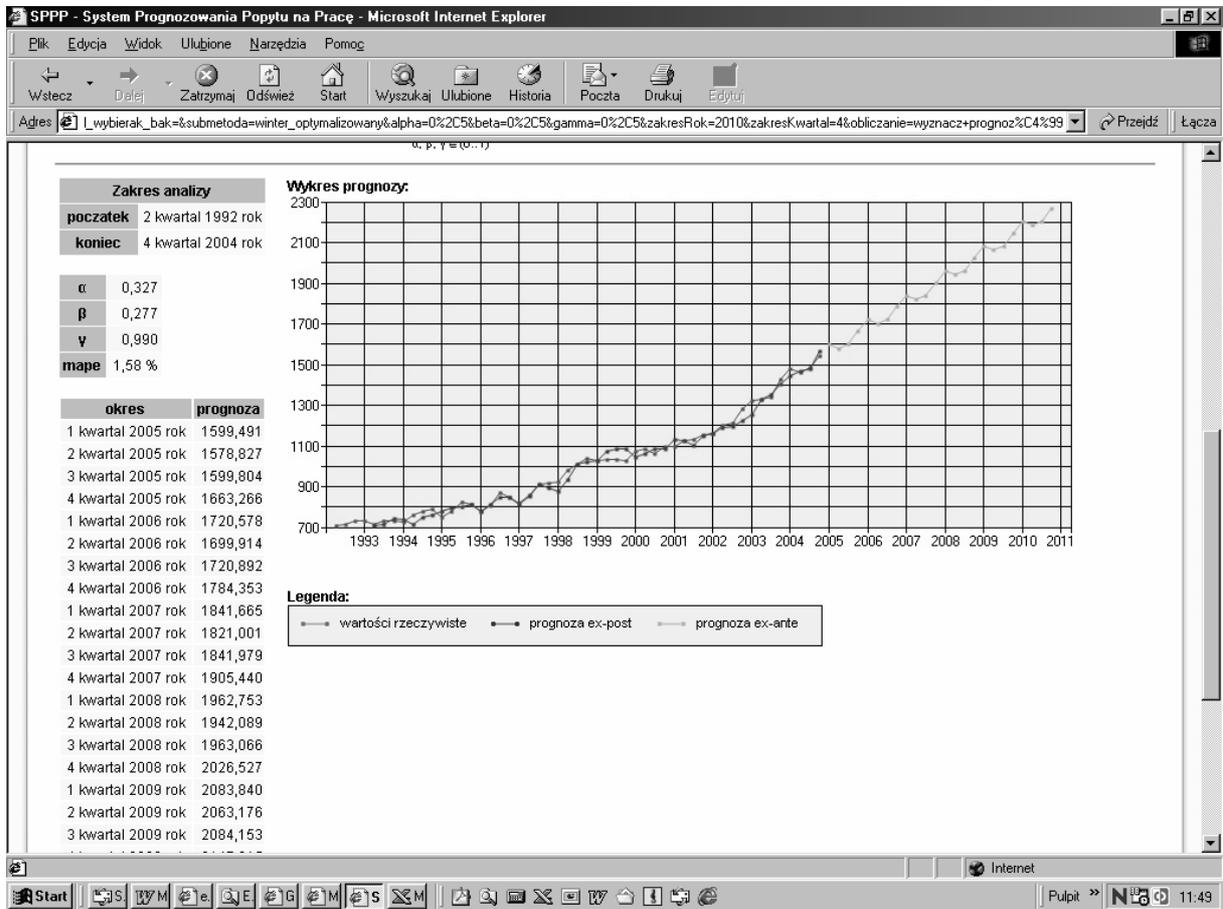 SPPP - System Prognozowania Popytu na Pracę - Microsoft Internet Explorer
Plik Edycja Widok Ulubione Narzędzia Pomoc
Wstecz Dalej Zatrzymaj Odśwież Start Wyszukaj Ulubione Historia Poczta Drukuj Edytuj
Adres l_wybierak_bak=&submetoda=winter_optymalizowany&alpha=0%2C5&beta=0%2C5&gamma=0%2C5&zakresRok=2010&zakresKwartal=4&obliczanie=wyznacz+prognoz%C4%99 Przejdź Łącza
α, β, γ ∈ (0..1)
Zakres analizy
poczatek 2 kwartal 1992 rok
koniec 4 kwartal 2004 rok
α 0,327
β 0,277
γ 0,990
mape 1,58 %
okres prognoza
1 kwartal 2005 rok 1599,491
2 kwartal 2005 rok 1578,827
3 kwartal 2005 rok 1599,804
4 kwartal 2005 rok 1663,266
1 kwartal 2006 rok 1720,578
2 kwartal 2006 rok 1699,914
3 kwartal 2006 rok 1720,892
4 kwartal 2006 rok 1784,353
1 kwartal 2007 rok 1841,665
2 kwartal 2007 rok 1821,001
3 kwartal 2007 rok 1841,979
4 kwartal 2007 rok 1905,440
1 kwartal 2008 rok 1962,753
2 kwartal 2008 rok 1942,089
3 kwartal 2008 rok 1963,066
4 kwartal 2008 rok 2026,527
1 kwartal 2009 rok 2083,840
2 kwartal 2009 rok 2063,176
3 kwartal 2009 rok 2084,153
Wykres prognozy:
2300
2100
1900
1700
1500
1300
1100
900
700
1993 1994 1995 1996 1997 1998 1999 2000 2001 2002 2003 2004 2005 2006 2007 2008 2009 2010 2011
Legenda:
wartości rzeczywiste prognoza ex-post prognoza ex-ante
Internet
Start S. M e. E. G M S M Pulpit » 11:49